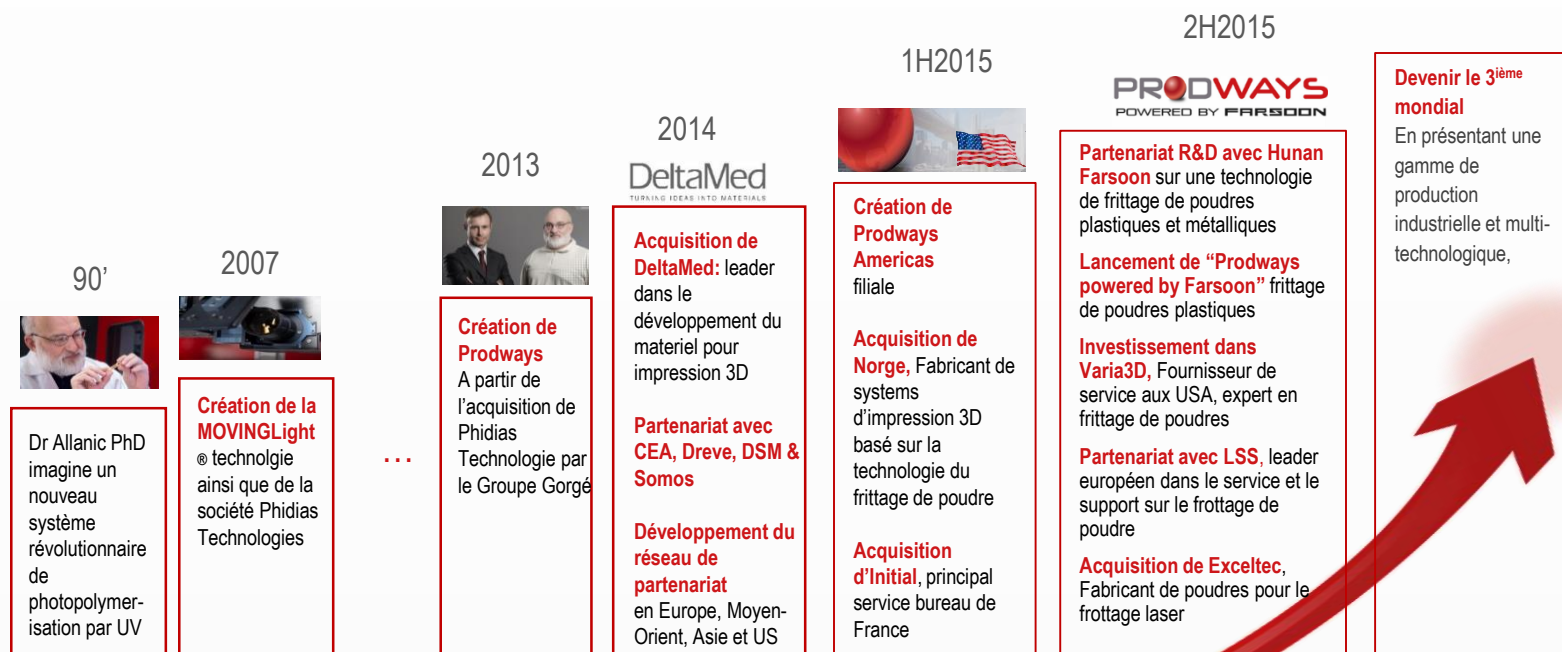 90’
Dr Allanic PhD
imagine un
nouveau
système
révolutionnaire
de
photopolymer-
isation par UV
2007
Création de la
MOVINGLight
® technolgie
ainsi que de la
société Phidias
Technologies
...
2013
Création de
Prodways
A partir de
l’acquisition de
Phidias
Technologie par
le Groupe Gorgé
2014
DeltaMed
TURNING IDEAS INTO MATERIALS
Acquisition de
DeltaMed: leader
dans le
développement du
materiel pour
impression 3D
Partenariat avec
CEA, Dreve, DSM &
Somos
Développement du
réseau de
partenariat
en Europe, Moyen-
Orient, Asie et US
1H2015
Création de
Prodways
Americas
filiale
Acquisition de
Norge, Fabricant de
systems
d’impression 3D
basé sur la
technologie du
frittage de poudre
Acquisition
d’Initial, principal
service bureau de
France
2H2015
PRODWAYS
POWERED BY FARSOON
Partenariat R&D avec Hunan
Farsoon sur une technologie
de frittage de poudres
plastiques et métalliques
Lancement de “Prodways
powered by Farsoon” frittage
de poudres plastiques
Investissement dans
Varia3D, Fournisseur de
service aux USA, expert en
frittage de poudres
Partenariat avec LSS, leader
européen dans le service et le
support sur le frottage de
poudre
Acquisition de Exceltec,
Fabricant de poudres pour le
frottage laser
Devenir le 3ième
mondial
En présentant une
gamme de
production
industrielle et multi-
technologique,